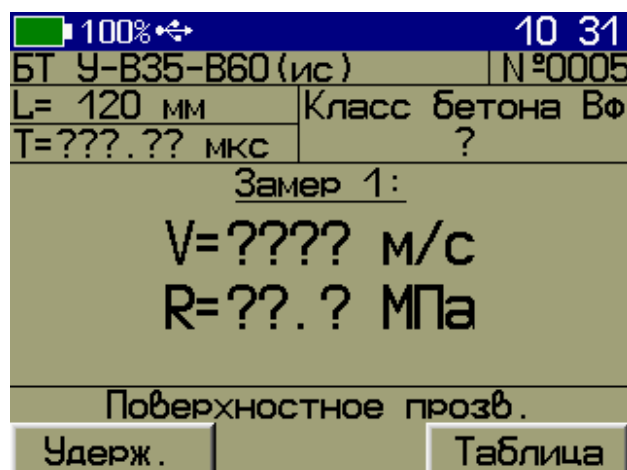 100% 10 31
БТ У-В35-В60(ис) Nº0005
L= 120 мм
Класс бетона Вф
T=???.?? мкс
?
Замер 1:
V=???? м/с
R=??.? МПа
Поверхностное прозв.
Удерж. Таблица